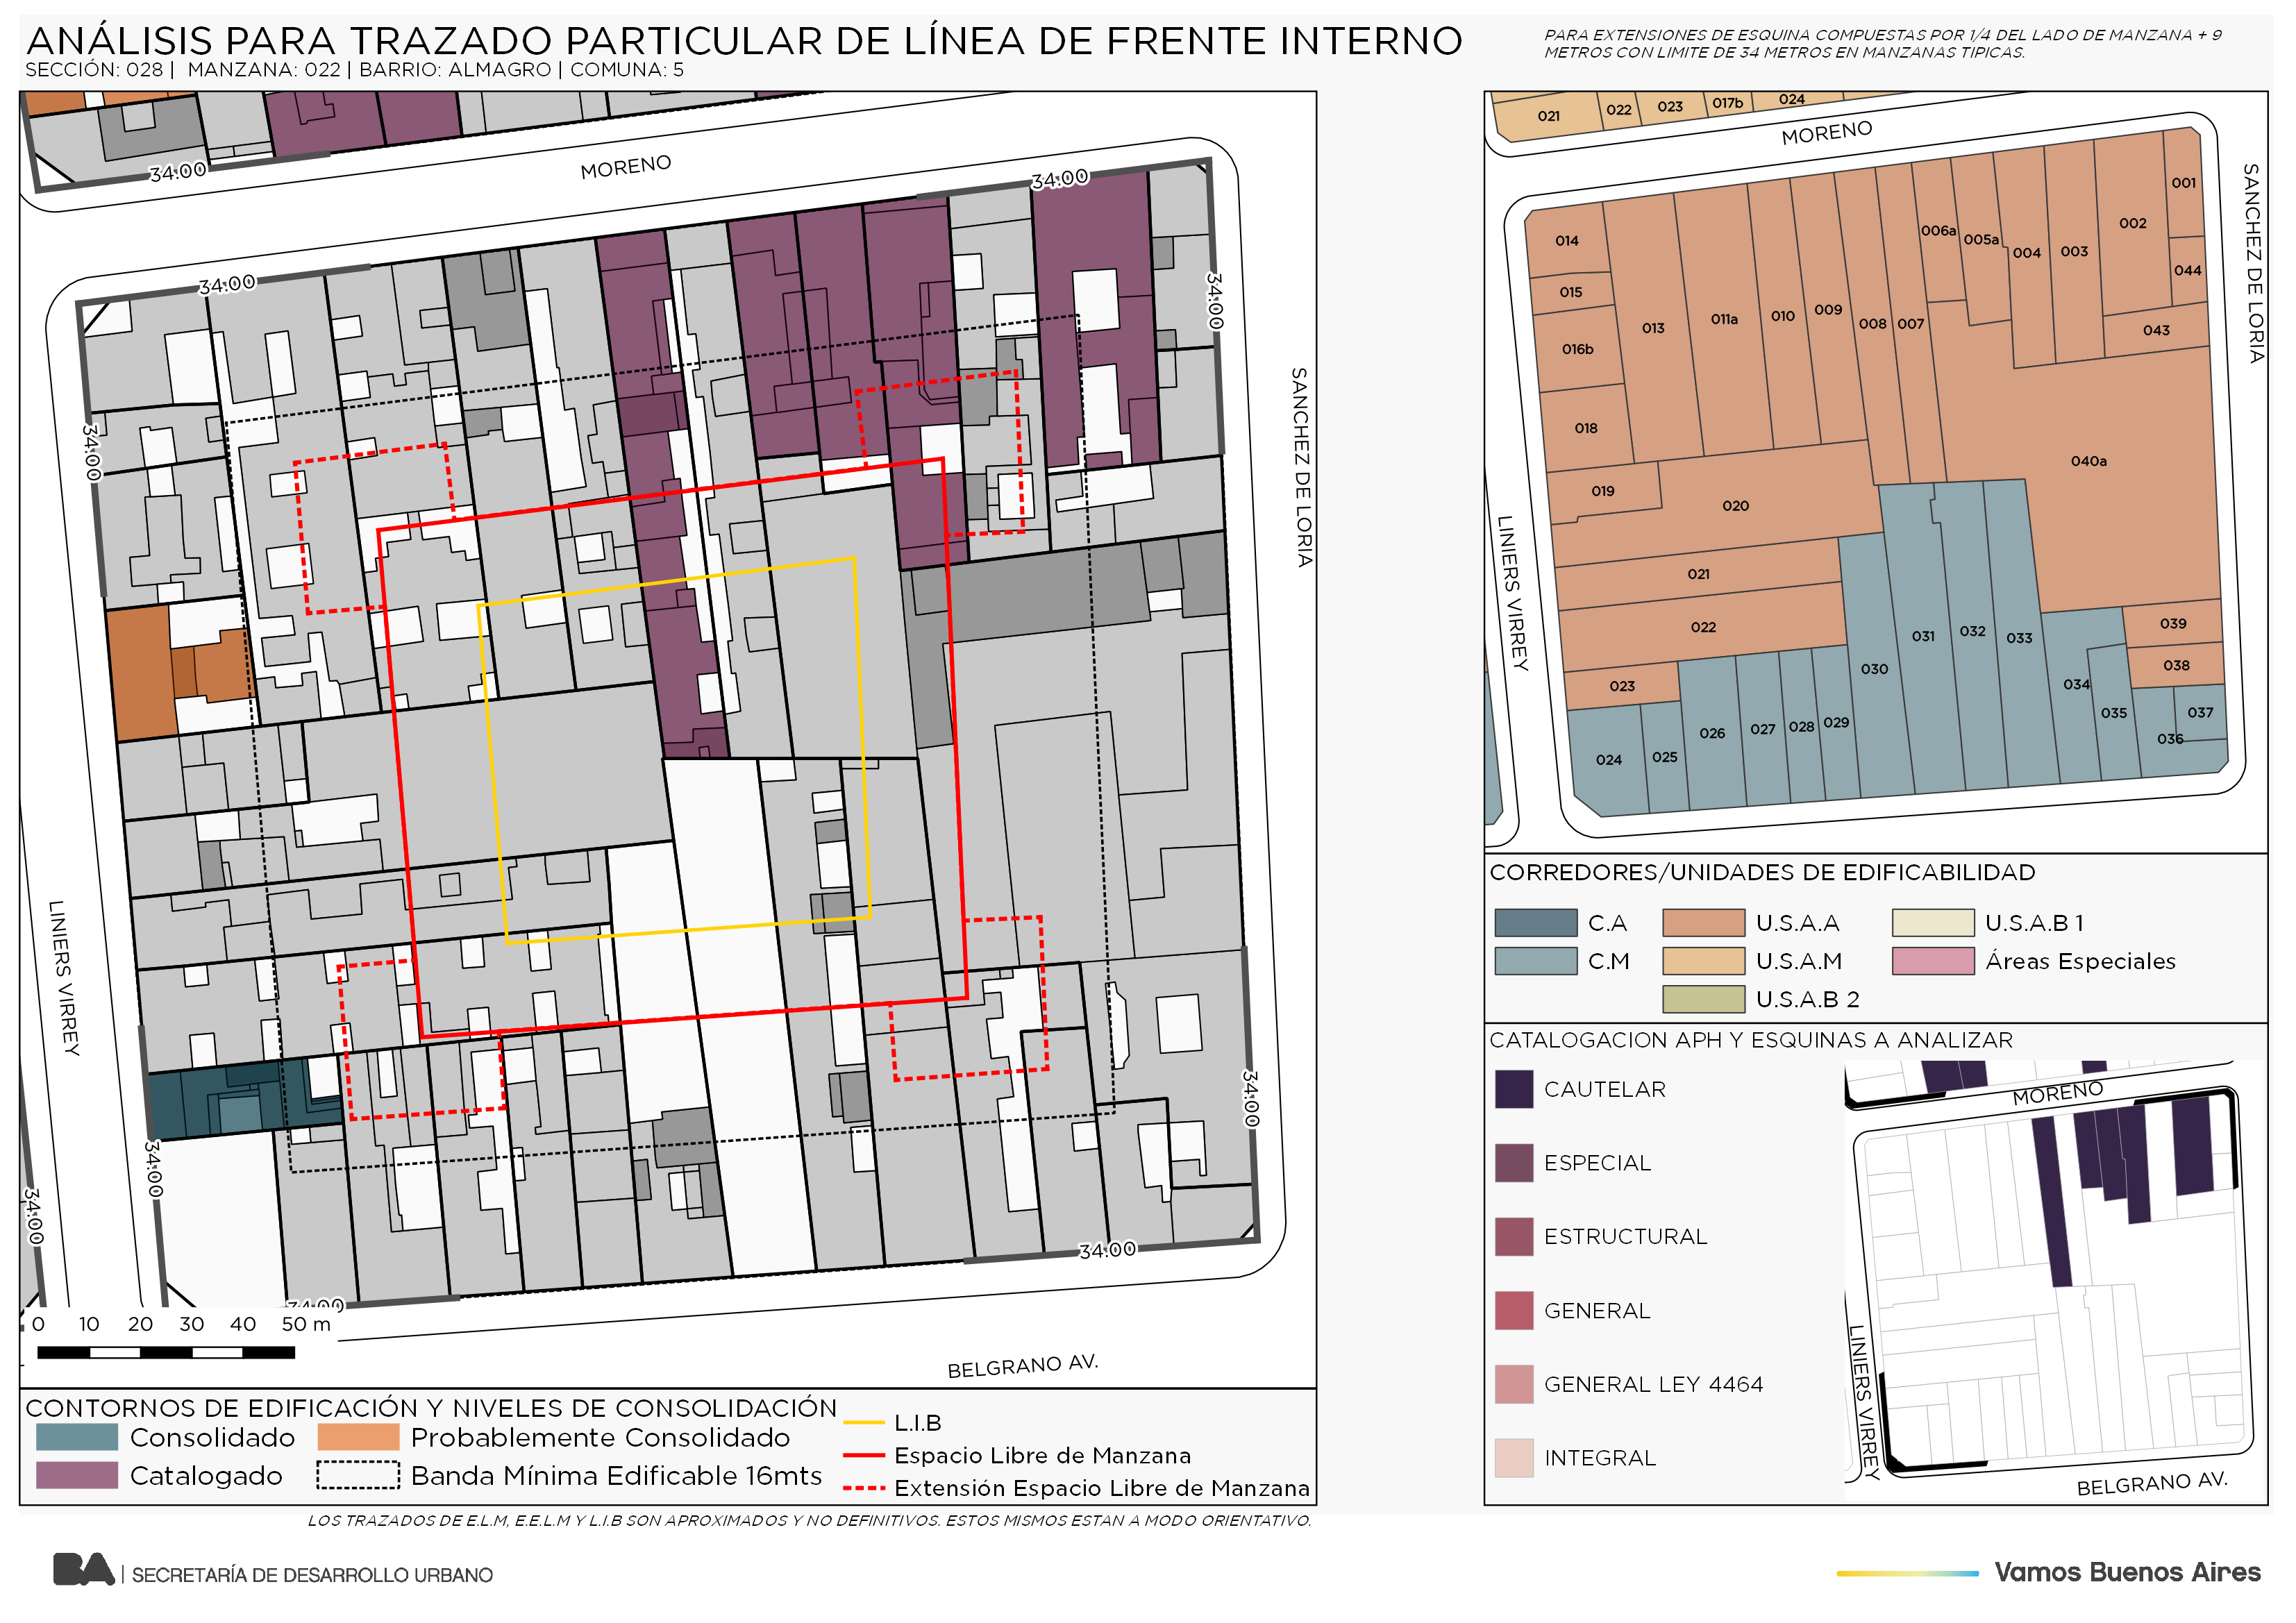 ANÁLISIS PARA TRAZADO PARTICULAR DE LÍNEA DE FRENTE INTERNO
SECCIÓN: 028 | MANZANA: 022 | BARRIO: ALMAGRO | COMUNA: 5
PARA EXTENSIONES DE ESQUINA COMPUESTAS POR 1/4 DEL LADO DE MANZANA + 9
METROS CON LIMITE DE 34 METROS EN MANZANAS TIPICAS.
34:00
MORENO
34:00
34:00
34:00
34:00
SANCHEZ DE LORIA
LINIERS VIRREY
34:00
34:00
34:00
34:00
34:00
BELGRANO AV.
0 10 20 30 40 50 m
CONTORNOS DE EDIFICACIÓN Y NIVELES DE CONSOLIDACIÓN
Consolidado
Probablemente Consolidado
Catalogado
Banda Mínima Edificable 16mts
L.I.B
Espacio Libre de Manzana
Extensión Espacio Libre de Manzana
LOS TRAZADOS DE E.L.M, E.E.L.M Y L.I.B SON APROXIMADOS Y NO DEFINITIVOS. ESTOS MISMOS ESTAN A MODO ORIENTATIVO.
021
022
023
017b
024
MORENO
SANCHEZ DE LORIA
LINIERS VIRREY
001
002
003
004
005a
006a
007
008
009
010
011a
013
014
015
016b
018
019
020
021
022
023
024
025
026
027
028
029
030
031
032
033
034
035
036
037
038
039
040a
043
044
CORREDORES/UNIDADES DE EDIFICABILIDAD
C.A
U.S.A.A
U.S.A.B 1
C.M
U.S.A.M
Áreas Especiales
U.S.A.B 2
CATALOGACION APH Y ESQUINAS A ANALIZAR
CAUTELAR
ESPECIAL
ESTRUCTURAL
GENERAL
GENERAL LEY 4464
INTEGRAL
MORENO
LINIERS VIRREY
BELGRANO AV.
BA | SECRETARÍA DE DESARROLLO URBANO
Vamos Buenos Aires